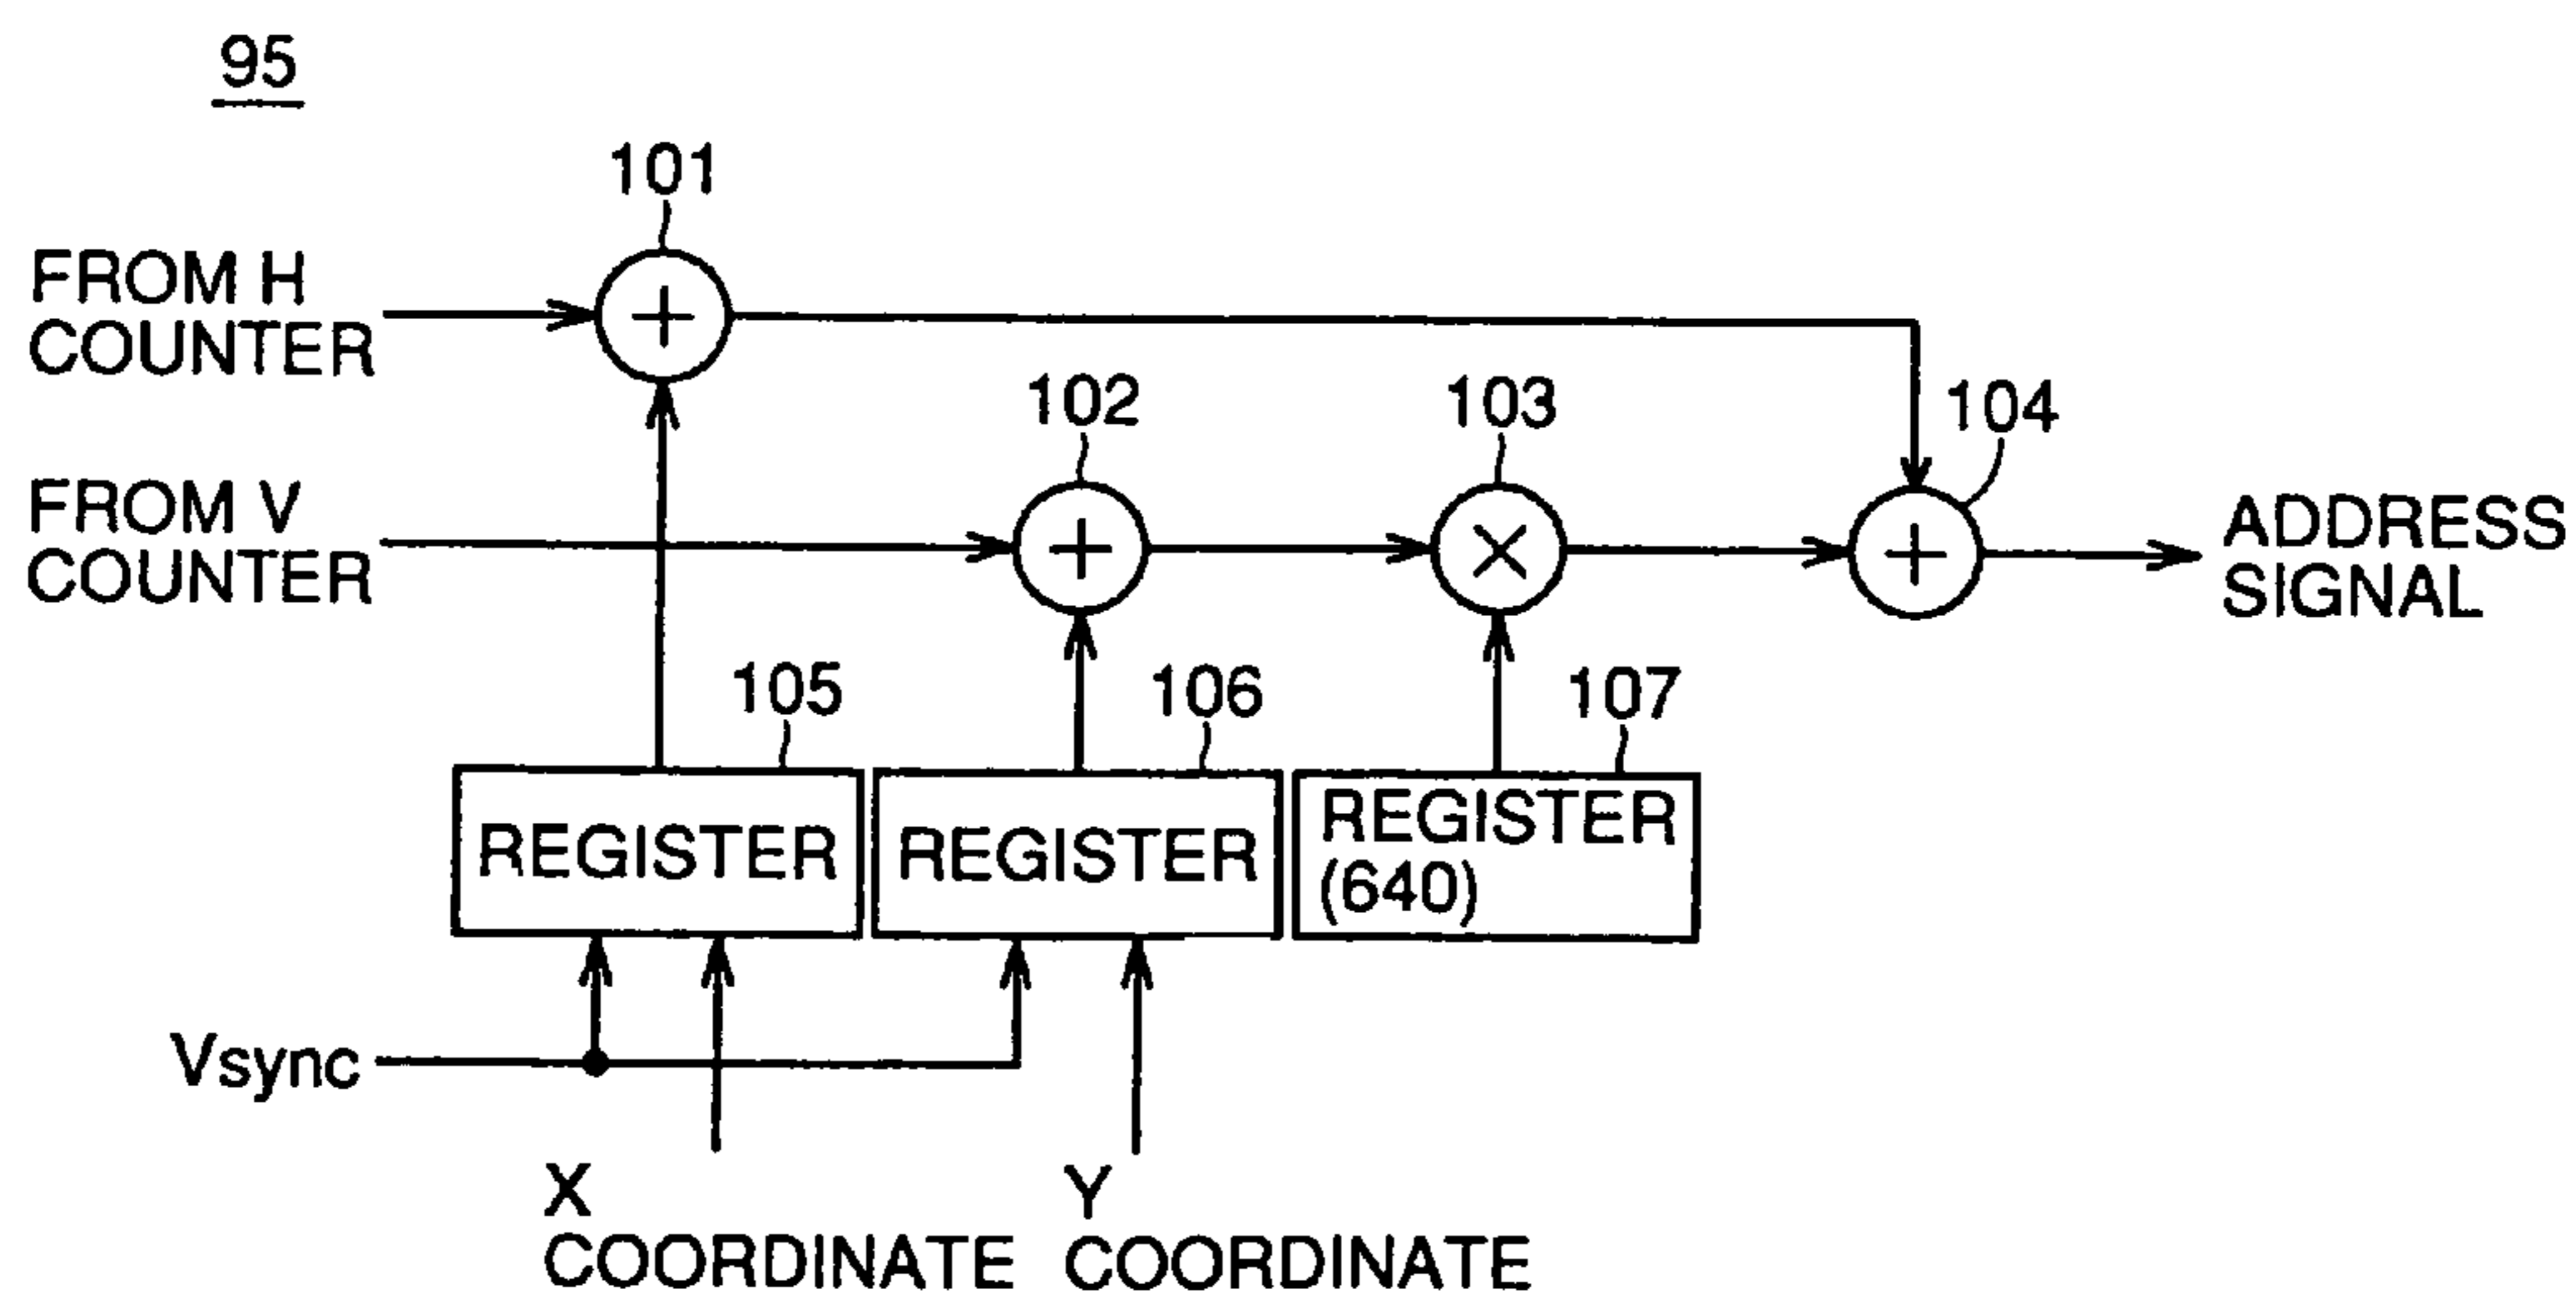 95
101
FROM H
COUNTER
102
103
104
FROM V
COUNTER
ADDRESS
SIGNAL
105
106
107
REGISTER
REGISTER
REGISTER
(640)
Vsync
X
COORDINATE
Y
COORDINATE